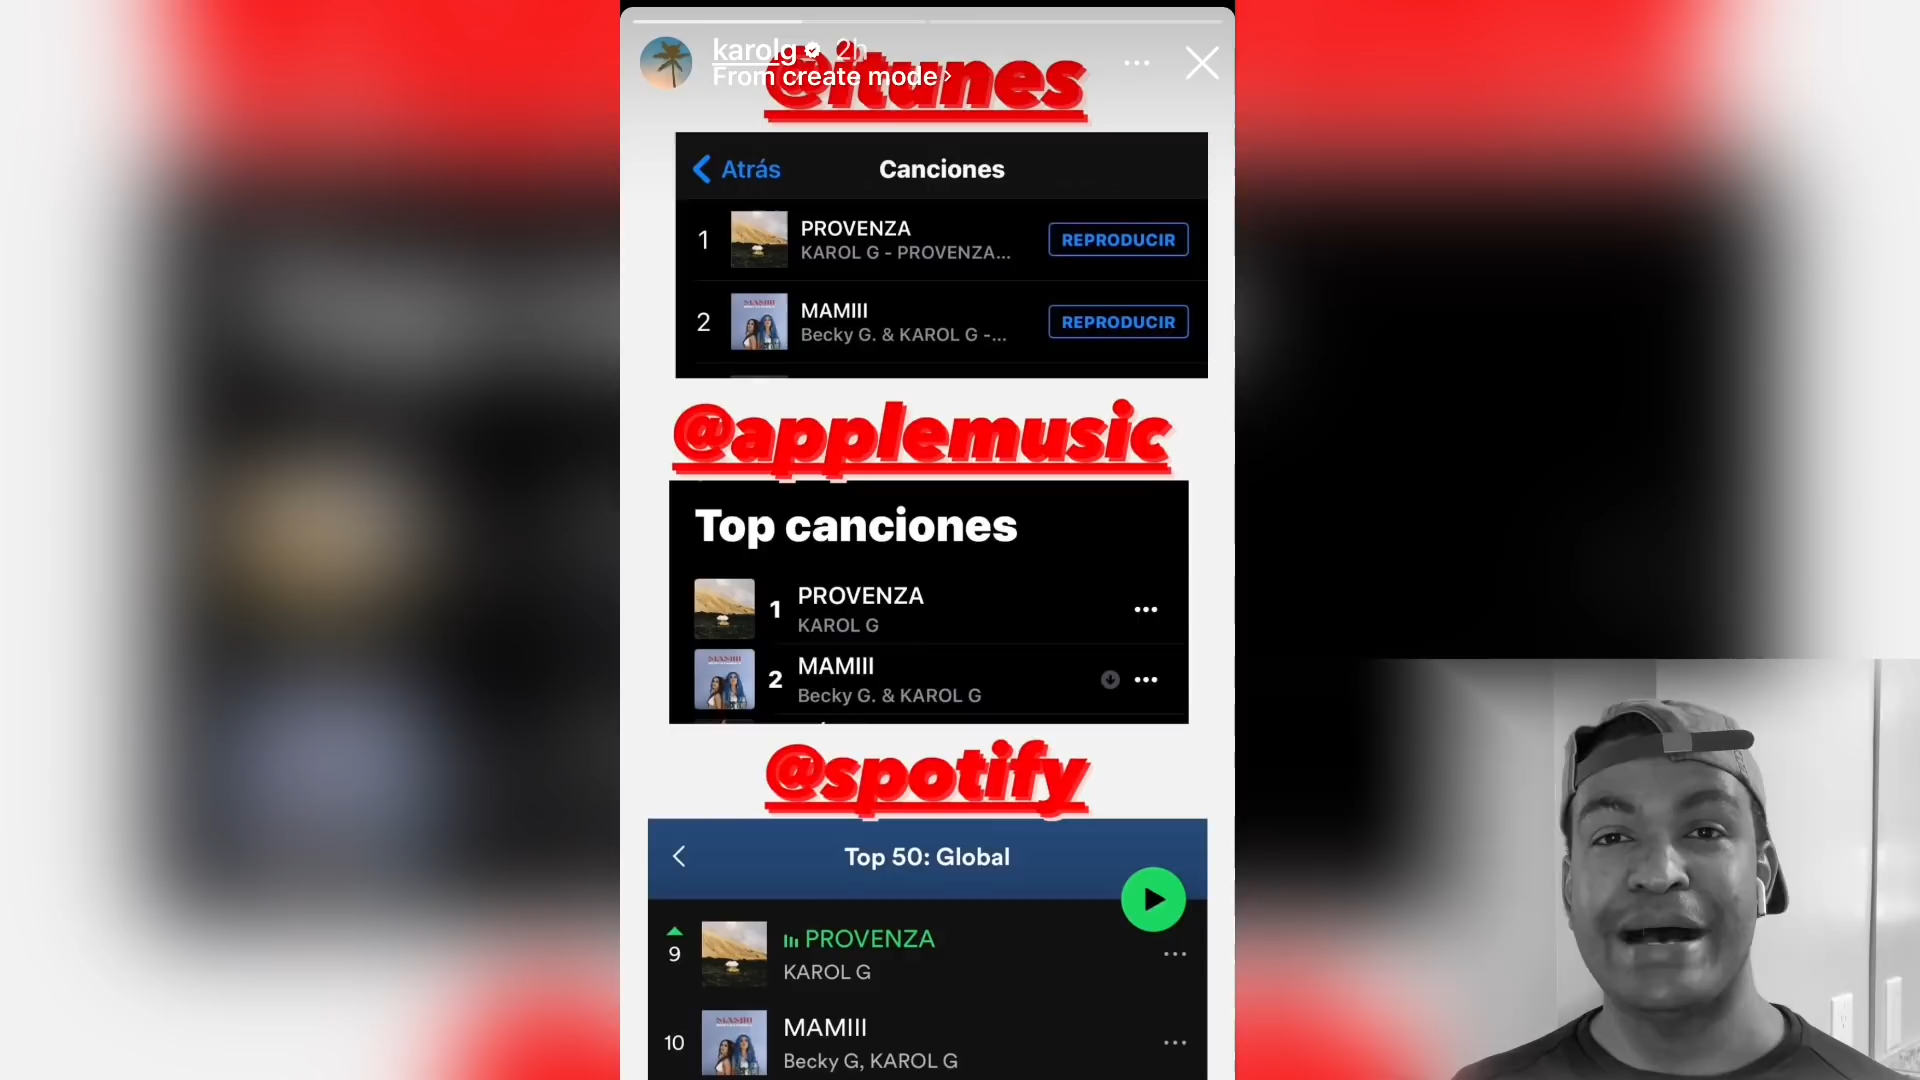 karolg 2h
From create mode ›
@itunes
Atrás
Canciones
1
PROVENZA
KAROL G - PROVENZA...
REPRODUCIR
2
MAMIII
Becky G. & KAROL G -...
REPRODUCIR
@applemusic
Top canciones
1
PROVENZA
KAROL G
2
MAMIII
Becky G. & KAROL G
@spotify
Top 50: Global
9
PROVENZA
KAROL G
10
MAMIII
Becky G, KAROL G